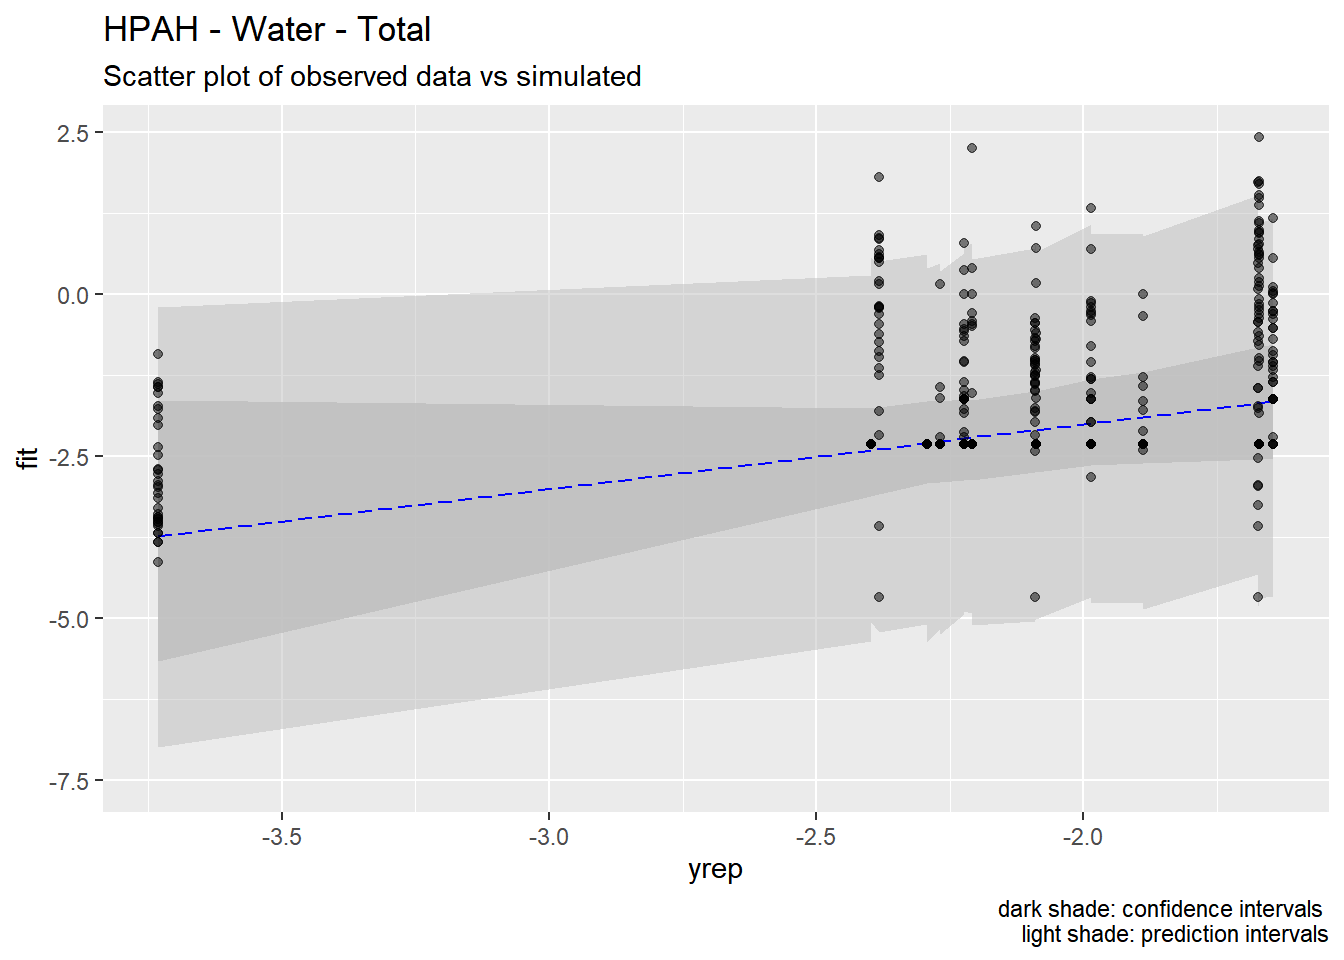 HPAH - Water - Total
Scatter plot of observed data vs simulated
2.5
0.0
-2.5
-5.0
-7.5
fit
-3.5
-3.0
-2.5
-2.0
yrep
dark shade: confidence intervals
light shade: prediction intervals